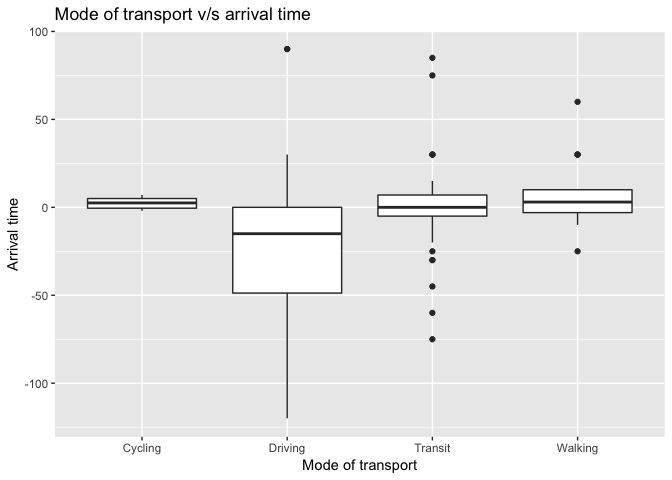 Mode of transport v/s arrival time
100
50
0
-50
-100
Arrival time
Cycling Driving Transit Walking
Mode of transport